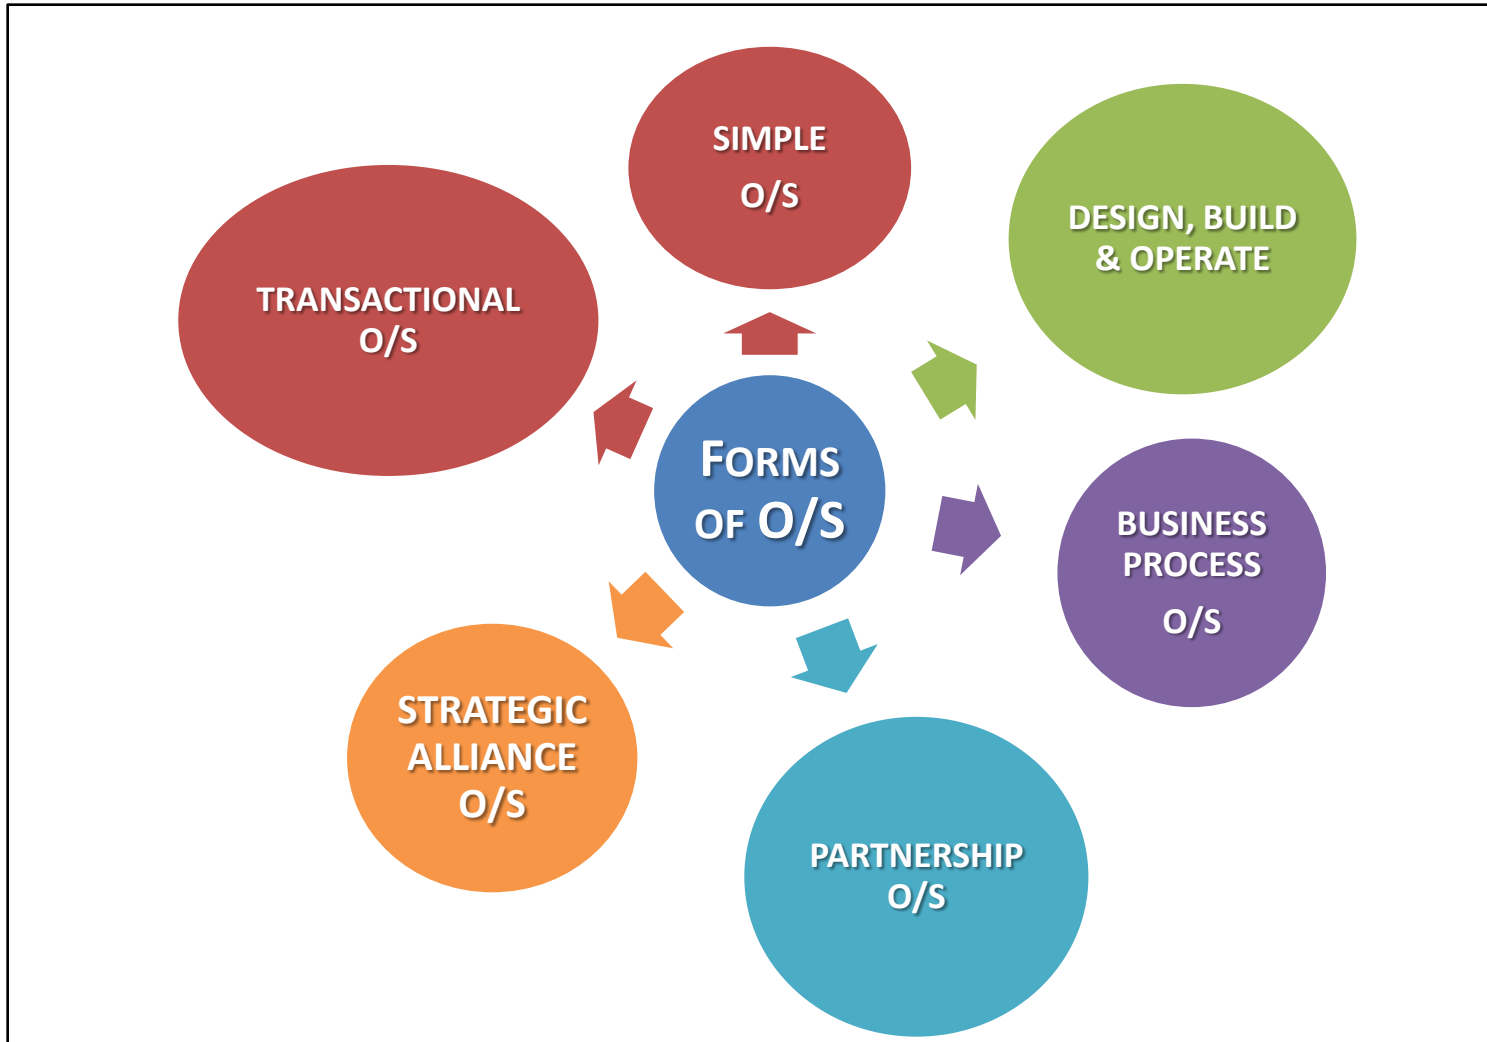 SIMPLE
O/S
DESIGN, BUILD
& OPERATE
TRANSACTIONAL
O/S
FORMS
OF O/S
BUSINESS
PROCESS
O/S
STRATEGIC
ALLIANCE
O/S
PARTNERSHIP
O/S